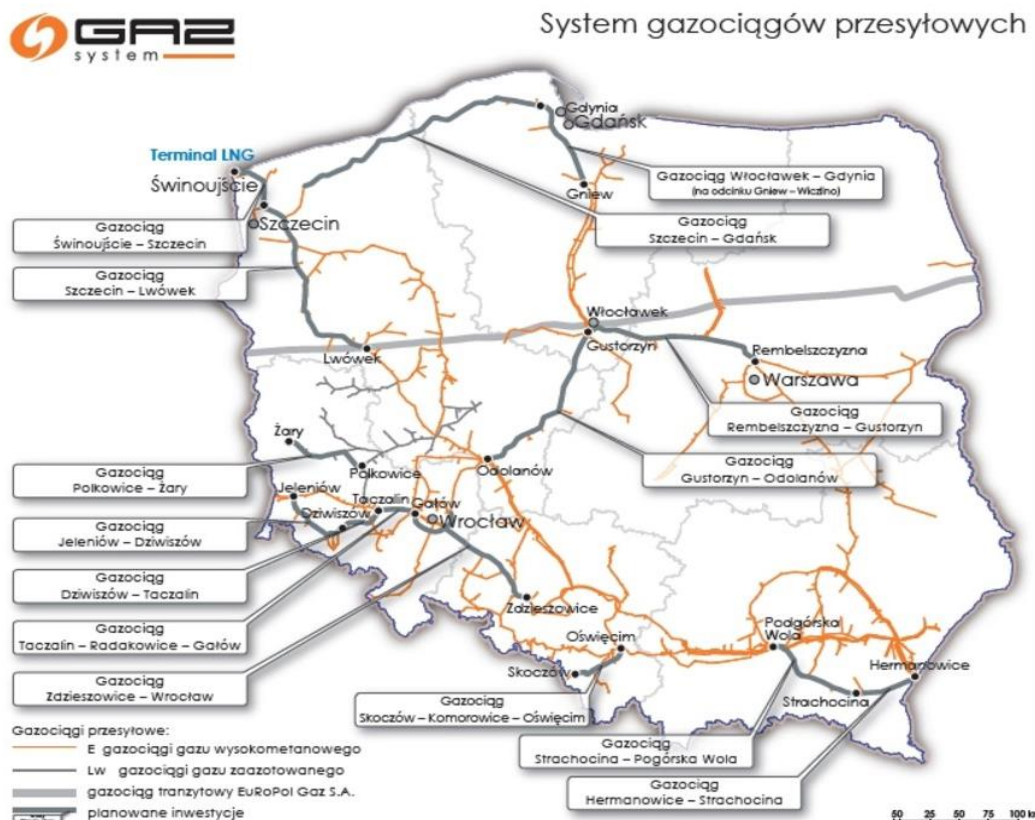 GAZ
system
System gazociągów przesyłowych
Gdynia
Gdańsk
Terminal LNG
Świnoujście
Gazociąg Włocławek – Gdynia
(na odcinku Gniew – Wiczlino)
Gniew
Szczecin
Gazociąg
Świnoujście – Szczecin
Gazociąg
Szczecin – Gdańsk
Gazociąg
Szczecin – Lwówek
Włocławek
Gustorzyn
Lwówek
Rembelszczyzna
Warszawa
Gazociąg
Rembelszczyzna – Gustorzyn
Żary
Polkowice
Odolanów
Gazociąg
Gustorzyn – Odolanów
Gazociąg
Polkowice – Żary
Jeleniów
Taczalin
Gałów
Dziwiszów
Wrocław
Gazociąg
Jeleniów – Dziwiszów
Gazociąg
Dziwiszów – Taczalin
Zdzieszowice
Gazociąg
Taczalin – Radakowice – Gałów
Oświęcim
Podgórska
Wola
Skoczów
Hermanowice
Strachocina
Gazociąg
Zdzieszowice – Wrocław
Gazociąg
Skoczów – Komorowice – Oświęcim
Gazociąg
Strachocina – Pogórska Wola
Gazociąg
Hermanowice – Strachocina
Gazociągi przesyłowe:
E gazociągi gazu wysokometanowego
Lw gazociągi gazu zaazotowanego
gazociąg tranzytowy EuRoPol Gaz S.A.
planowane inwestycje
50 25 50 75 100